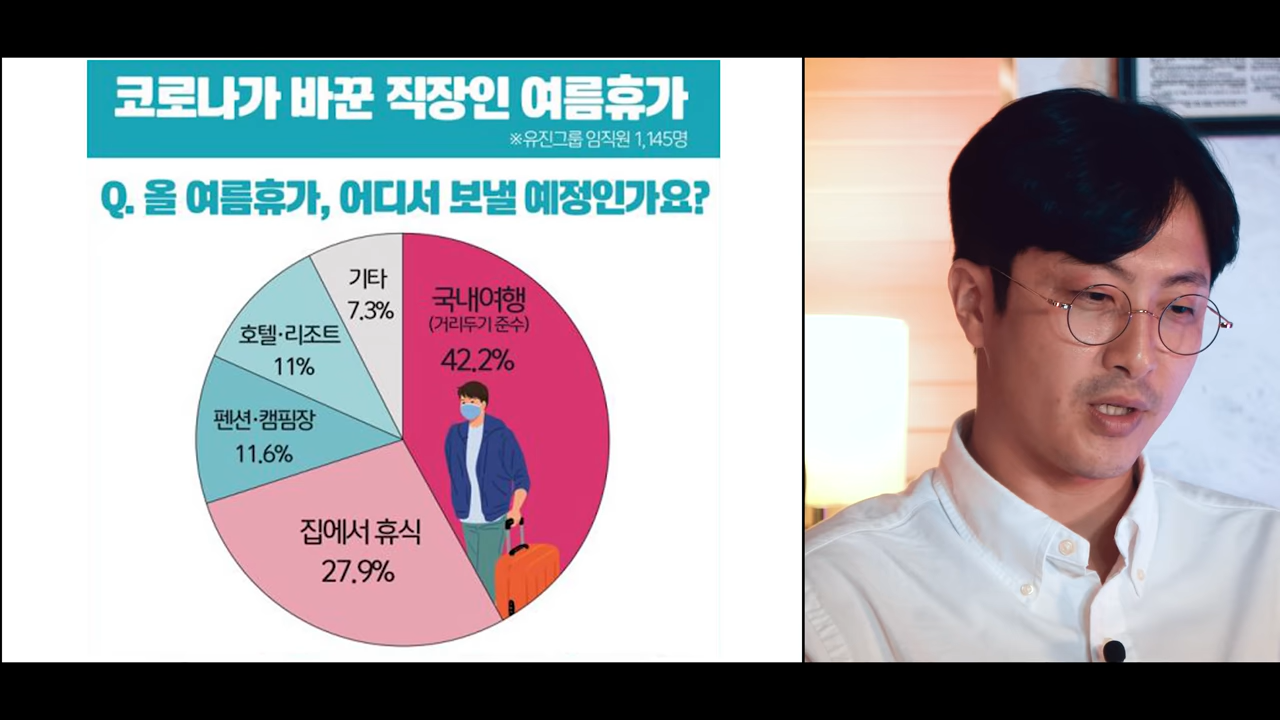 코로나가 바꾼 직장인 여름휴가
※유진그룹 임직원 1,145명
Q. 올 여름휴가, 어디서 보낼 예정인가요?
기타
7.3%
국내여행
(거리두기 준수)
42.2%
호텔·리조트
11%
펜션·캠핑장
11.6%
집에서 휴식
27.9%